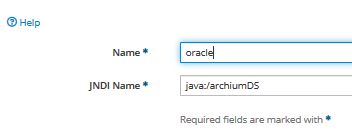 Help
Name *
oracle
JNDI Name *
java:/archiumDS
Required fields are marked with *